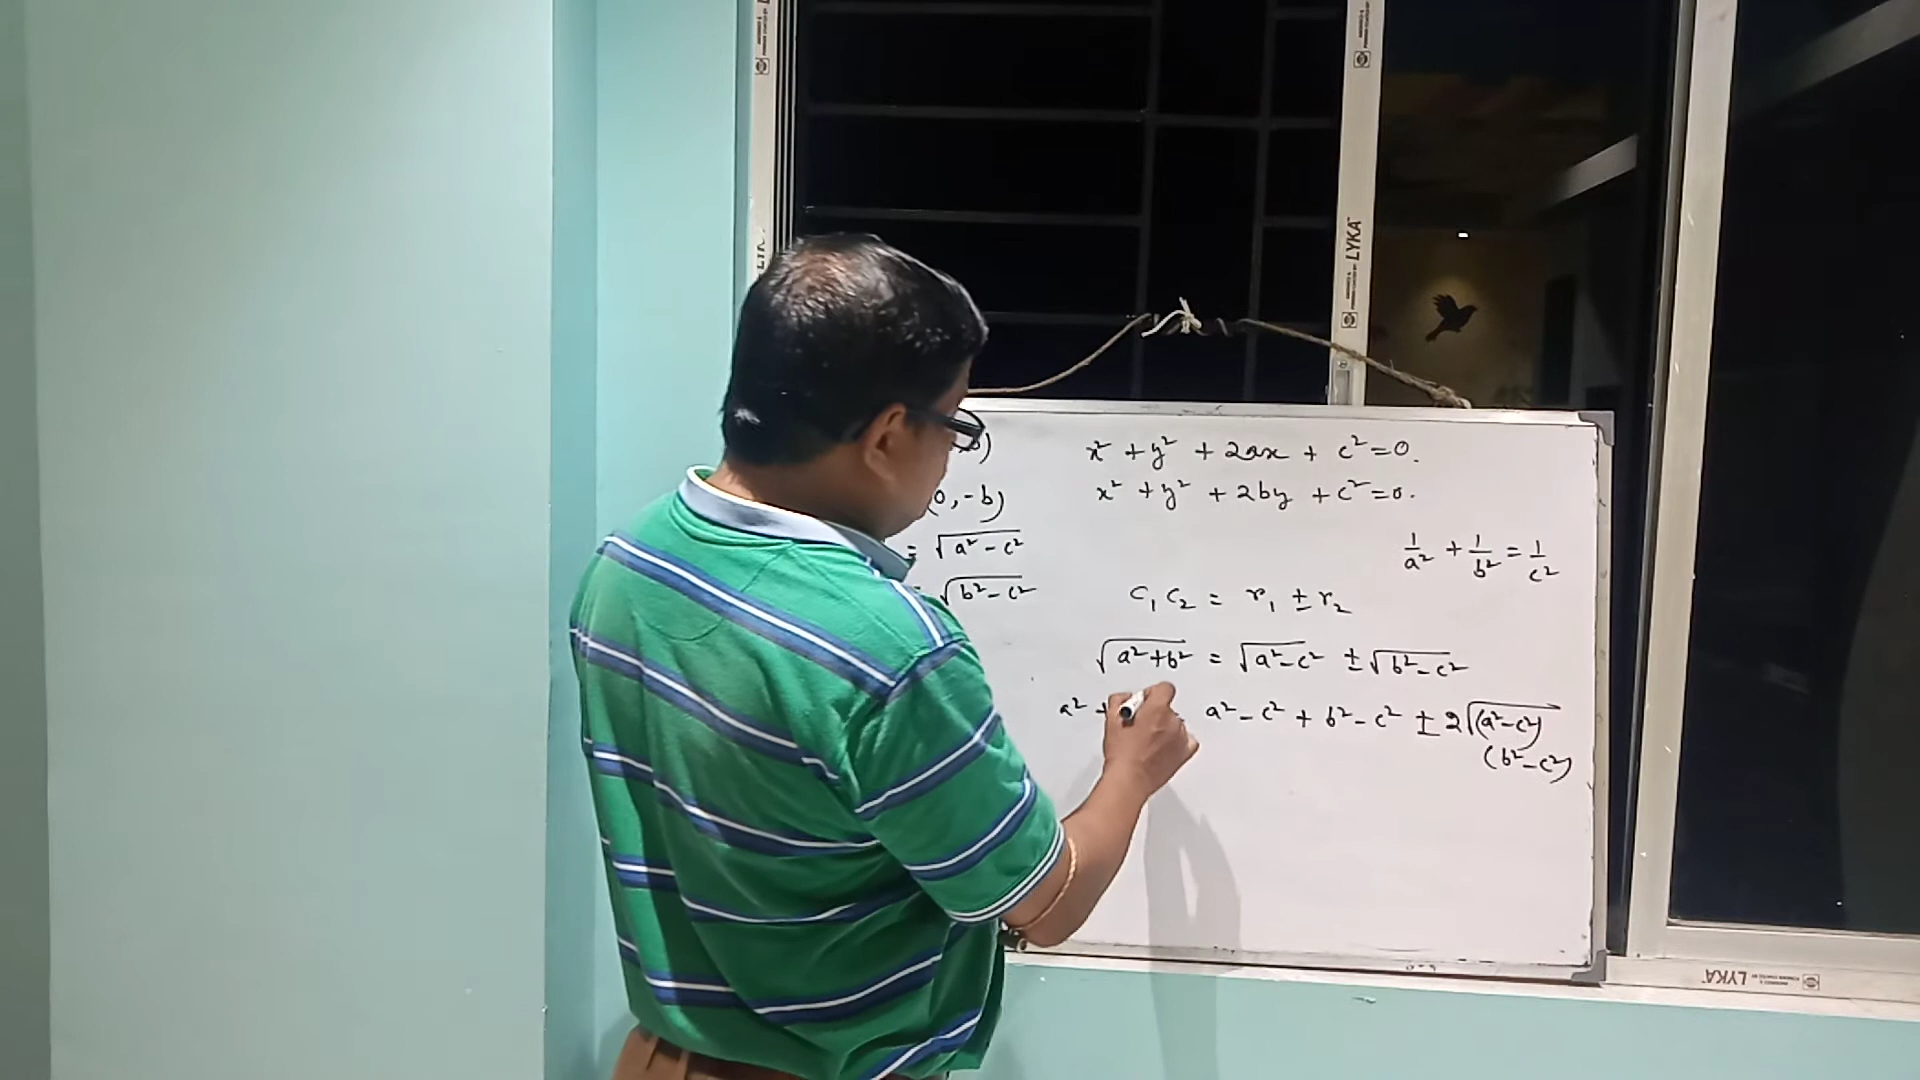 LYKA
(0, -b)
= √(a² - c²)
= √(b² - c²)
x² + y² + 2ax + c² = 0.
x² + y² + 2by + c² = 0.
1/a² + 1/b² = 1/c²
C₁ C₂ = r₁ ± r₂
√(a² + b²) = √(a² - c²) ± √(b² - c²)
a² + a² - c² + b² - c² ± 2√(a² - c²)
(b² - c²)
LYKA